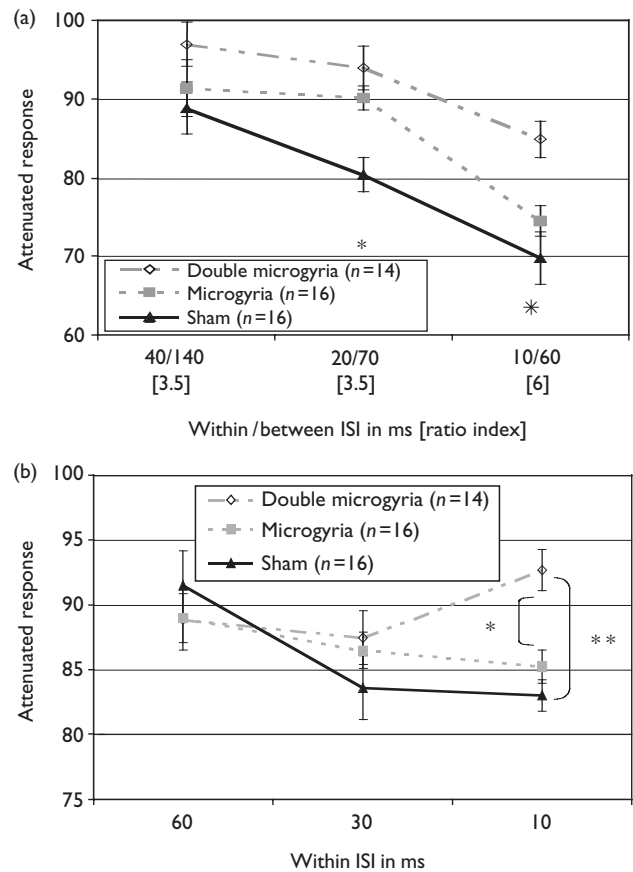 (a)
100
90
80
70
60
Attenuated response
*
*
Double microgyria (n=14)
Microgyria (n=16)
Sham (n=16)
40/140 20/70 10/60
[3.5] [3.5] [6]
Within/between ISI in ms [ratio index]
(b)
100
95
90
85
80
75
Attenuated response
Double microgyria (n=14)
Microgyria (n=16)
Sham (n=16)
* **
60 30 10
Within ISI in ms